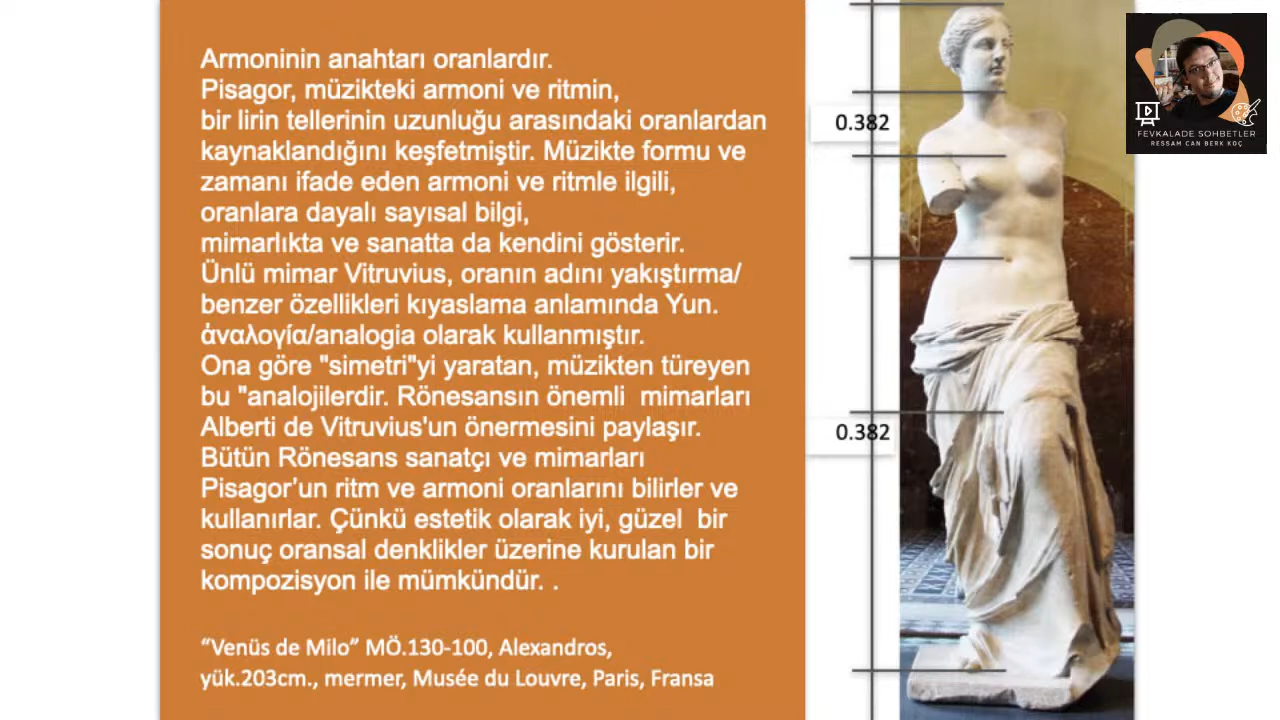 Armoninin anahtarı oranlardır.
Pisagor, müzikteki armoni ve ritmin,
bir lirin tellerinin uzunluğu arasındaki oranlardan
kaynaklandığını keşfetmiştir. Müzikte formu ve
zamanı ifade eden armoni ve ritmle ilgili,
oranlara dayalı sayısal bilgi,
mimarlıkta ve sanatta da kendini gösterir.
Ünlü mimar Vitruvius, oranın adını yakıştırma/
benzer özellikleri kıyaslama anlamında Yun.
ἀναλογία/analogia olarak kullanmıştır.
Ona göre "simetri"yi yaratan, müzikten türeyen
bu "analojilerdir. Rönesansın önemli  mimarları
Alberti de Vitruvius'un önermesini paylaşır.
Bütün Rönesans sanatçı ve mimarları
Pisagor’un ritm ve armoni oranlarını bilirler ve
kullanırlar. Çünkü estetik olarak iyi, güzel  bir
sonuç oransal denklikler üzerine kurulan bir
kompozisyon ile mümkündür. .
“Venüs de Milo” MÖ.130-100, Alexandros,
yük.203cm., mermer, Musée du Louvre, Paris, Fransa
0.382
0.382
FEVKALADE SOHBETLER
RESSAM CAN BERK KOÇ